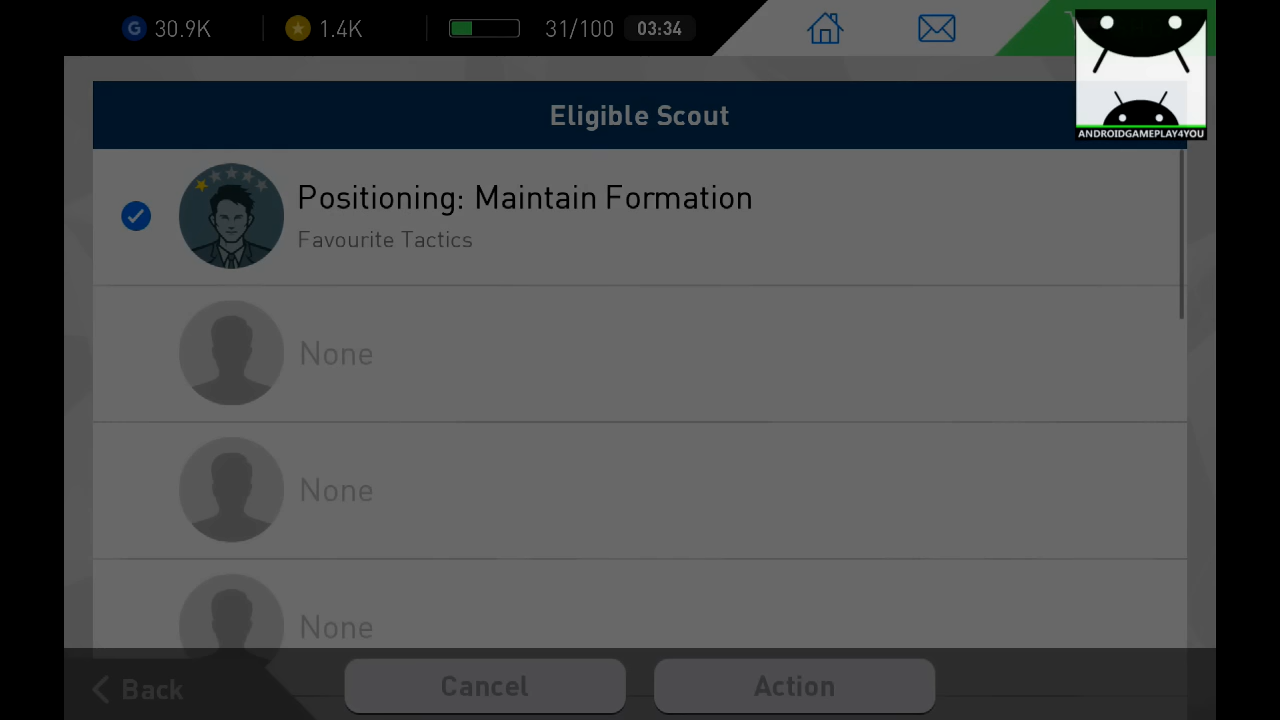 G 30.9K 1.4K 31/100 03:34
ANDROIDGAMEPLAY4YOU
Eligible Scout
Positioning: Maintain Formation
Favourite Tactics
None
None
None
Back Cancel Action